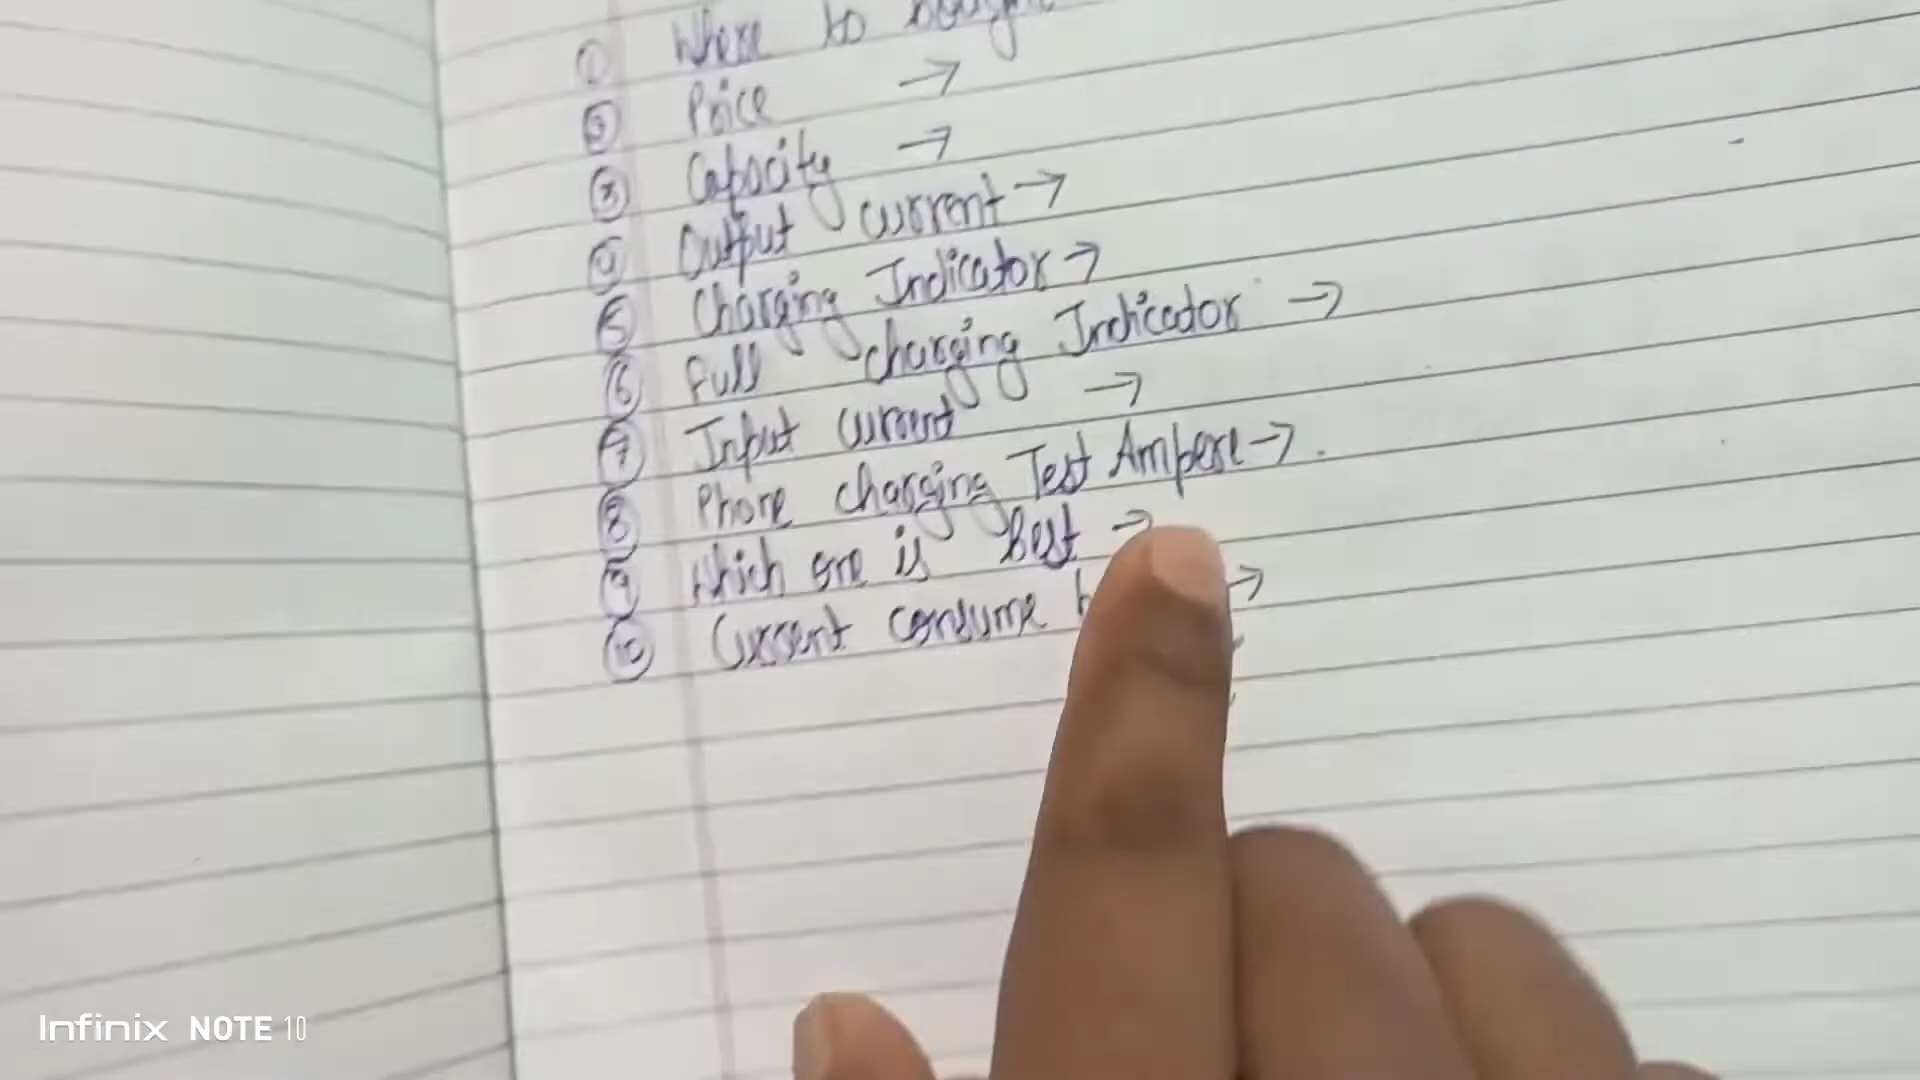 ① Where to bought
② Price →
③ Capacity →
④ Output current →
⑤ Charging Indicator →
⑥ Full charging Indicator →
⑦ Input current →
⑧ Phone charging Test Ampere →
⑨ which one is Best →
⑩ Current consume →
Infinix NOTE 10